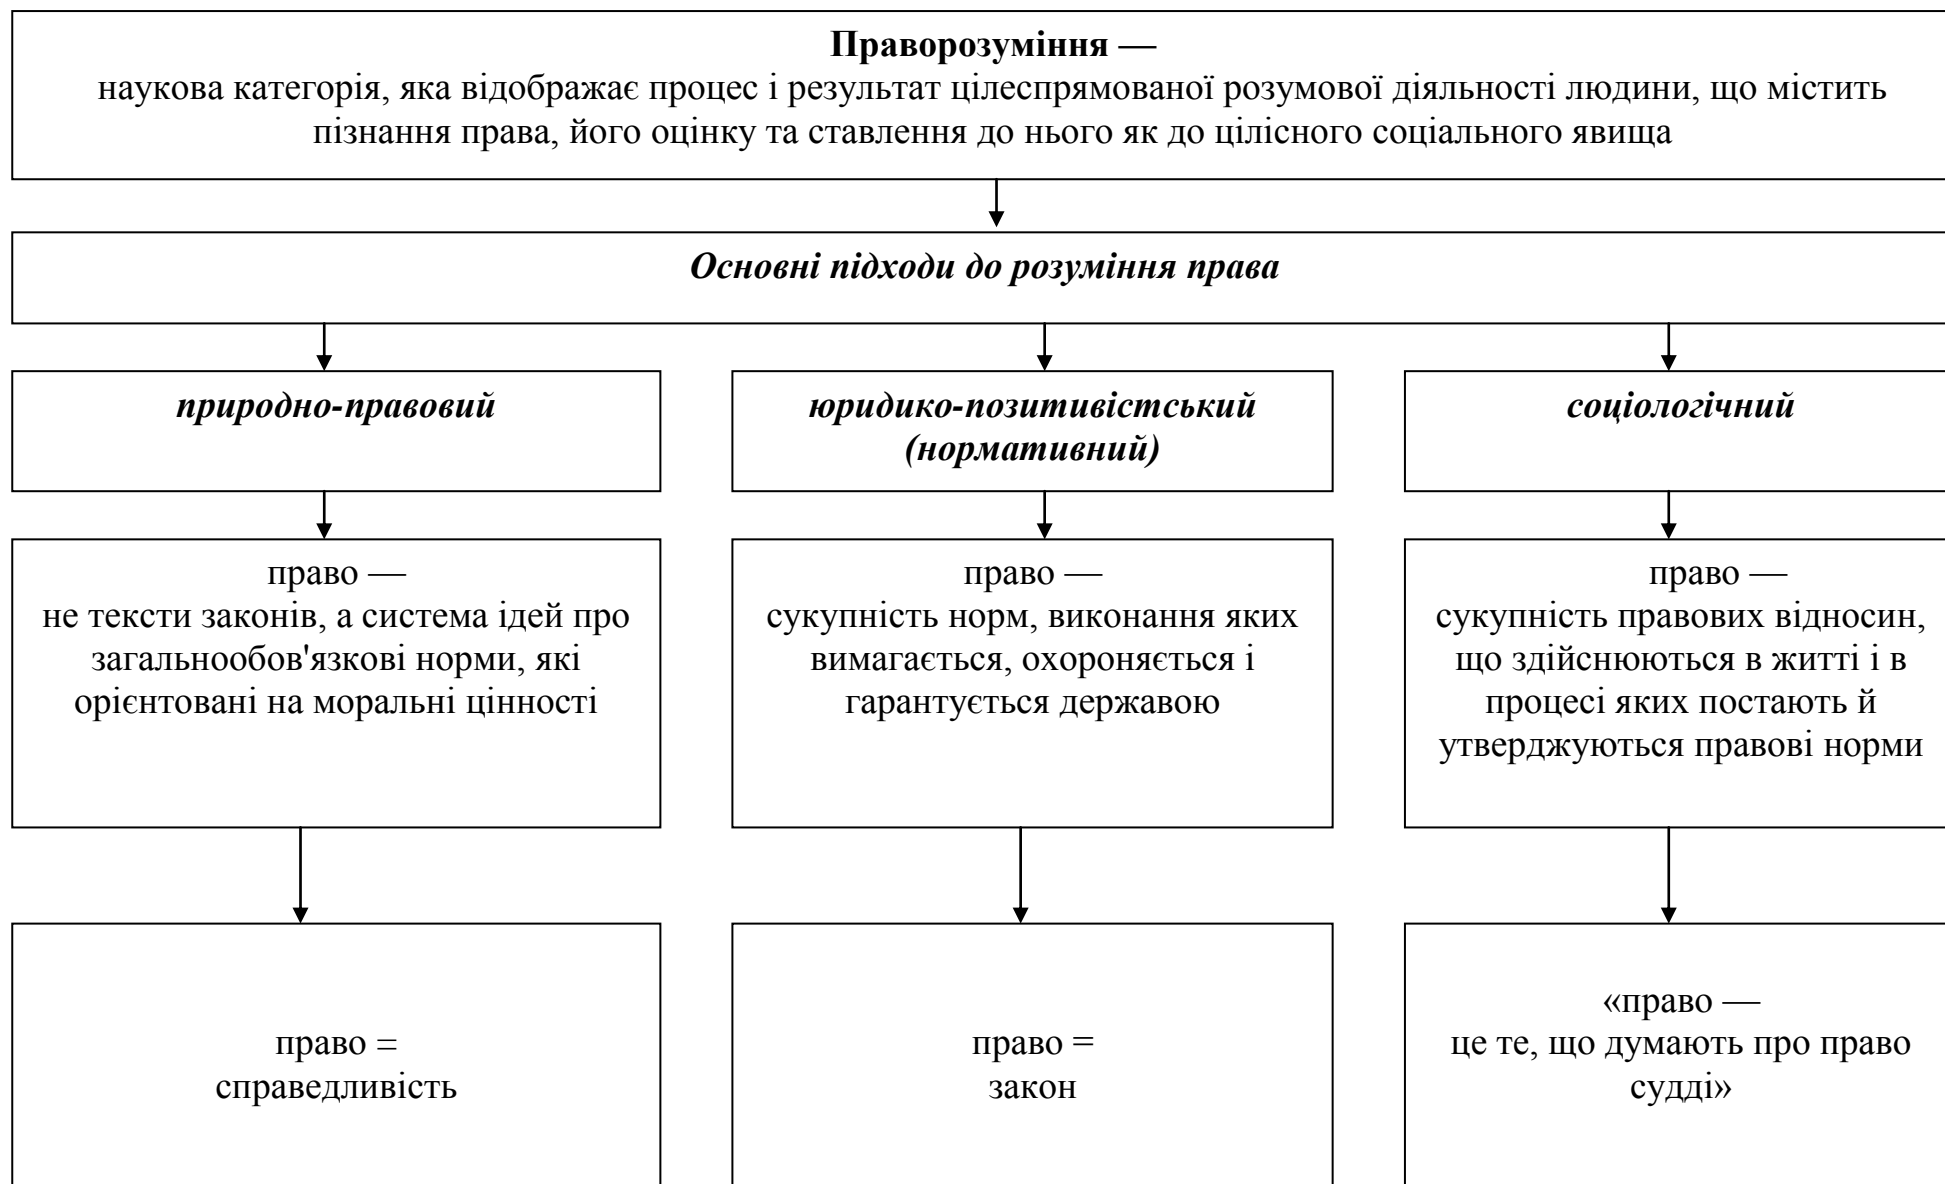 Праворозуміння —
наукова категорія, яка відображає процес і результат цілеспрямованої розумової діяльності людини, що містить
пізнання права, його оцінку та ставлення до нього як до цілісного соціального явища
Основні підходи до розуміння права
природно-правовий
юридико-позитивістський
(нормативний)
соціологічний
право —
не тексти законів, а система ідей про
загальнообов'язкові норми, які
орієнтовані на моральні цінності
право —
сукупність норм, виконання яких
вимагається, охороняється і
гарантується державою
право —
сукупність правових відносин,
що здійснюються в житті і в
процесі яких постають й
утверджуються правові норми
право =
справедливість
право =
закон
«право —
це те, що думають про право
судді»